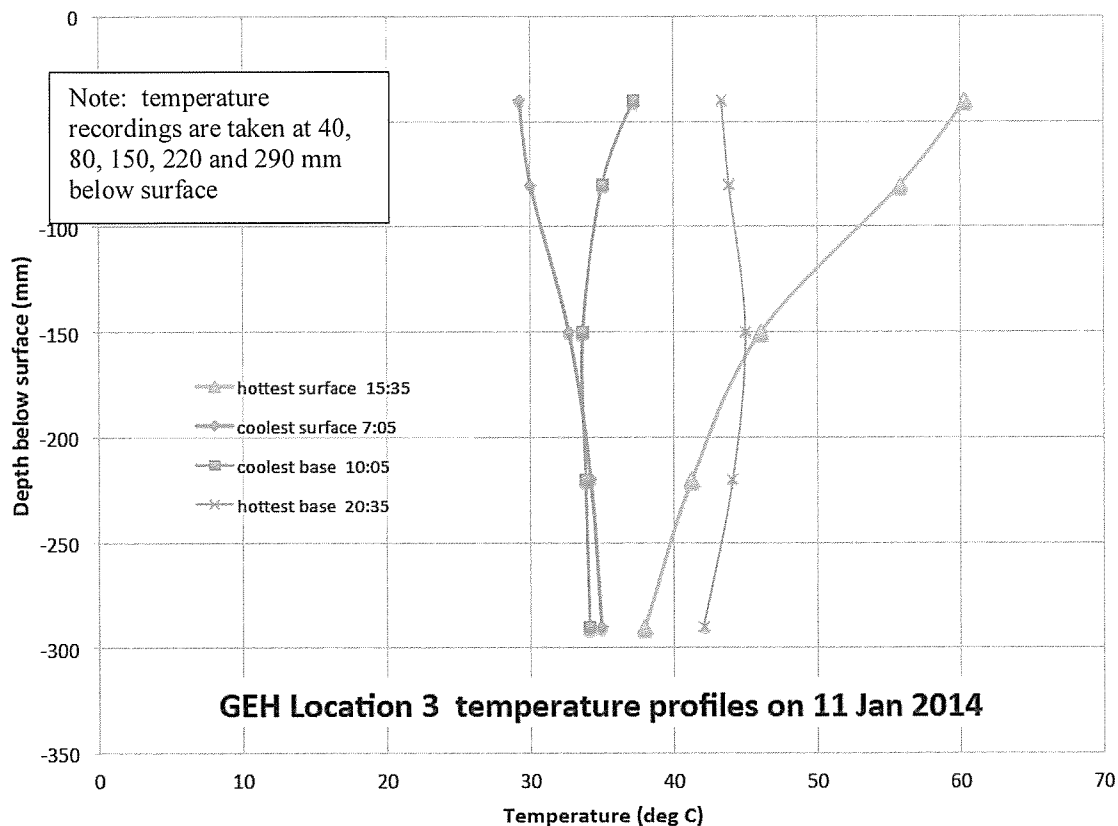 0
-50
-100
-150
-200
-250
-300
-350
Depth below surface (mm)
Note: temperature
recordings are taken at 40,
80, 150, 220 and 290 mm
below surface
hottest surface 15:35
coolest surface 7:05
coolest base 10:05
hottest base 20:35
GEH Location 3 temperature profiles on 11 Jan 2014
0 10 20 30 40 50 60 70
Temperature (deg C)